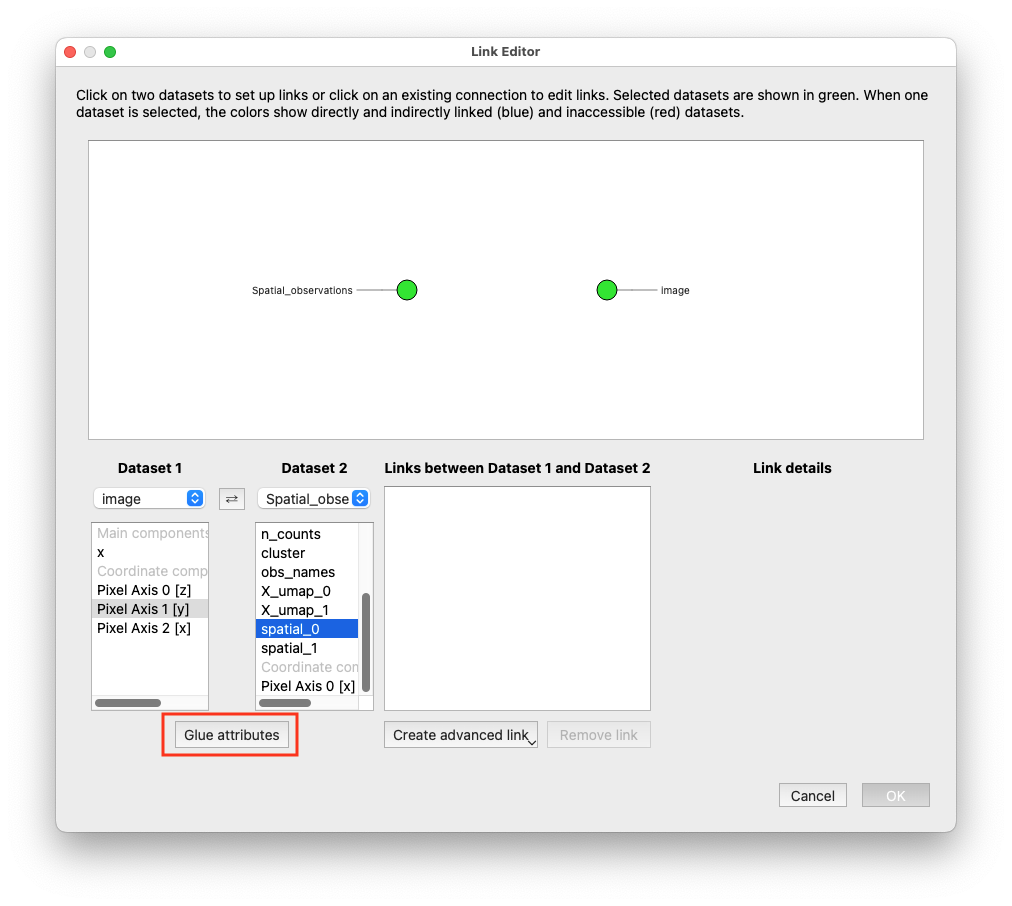 Link Editor
Click on two datasets to set up links or click on an existing connection to edit links. Selected datasets are shown in green. When one
dataset is selected, the colors show directly and indirectly linked (blue) and inaccessible (red) datasets.
Spatial_observations
image
Dataset 1
Dataset 2
Links between Dataset 1 and Dataset 2
Link details
image
Spatial_obse
Main components
x
Coordinate comp
Pixel Axis 0 [z]
Pixel Axis 1 [y]
Pixel Axis 2 [x]
n_counts
cluster
obs_names
X_umap_0
X_umap_1
spatial_0
spatial_1
Coordinate con
Pixel Axis 0 [x]
Glue attributes
Create advanced link
Remove link
Cancel
OK